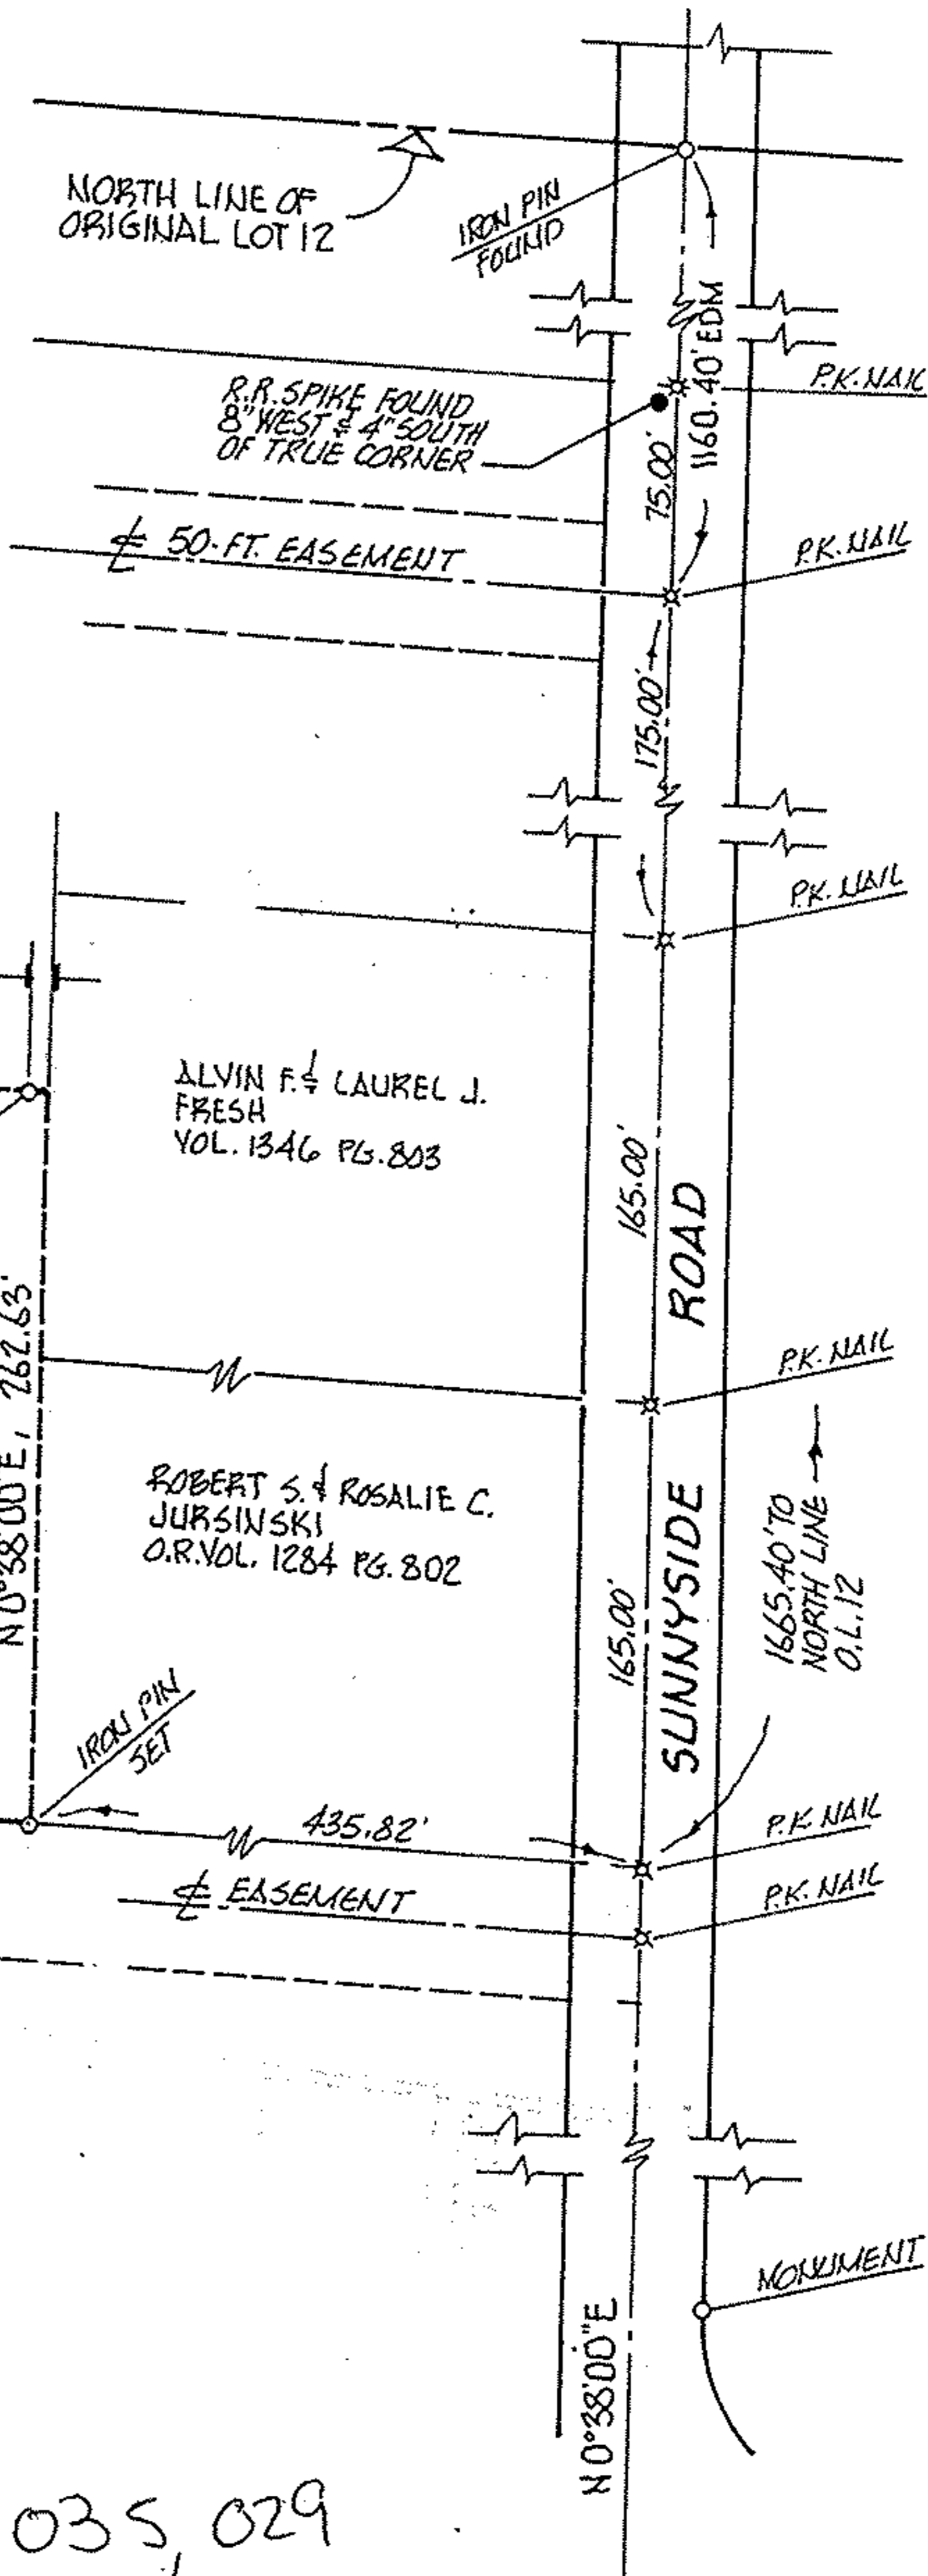 NORTH LINE OF
ORIGINAL LOT 12
IRON PIN
FOUND
1160.40' EDM
P.K. NAIL
R.R. SPIKE FOUND
8" WEST & 4" SOUTH
OF TRUE CORNER
75.00'
℄ 50-FT. EASEMENT
P.K. NAIL
175.00'
P.K. NAIL
ALVIN F. & LAUREL J.
FRESH
VOL. 1346 PG. 803
165.00'
SUNNYSIDE ROAD
P.K. NAIL
N 0°38'00"E, 262.63'
ROBERT S. & ROSALIE C.
JURSINSKI
O.R. VOL. 1284 PG. 802
165.00'
1665.40' TO
NORTH LINE
O.L. 12
IRON PIN
SET
435.82'
P.K. NAIL
℄ EASEMENT
P.K. NAIL
MONUMENT
N 0°38'00"E
035, 029